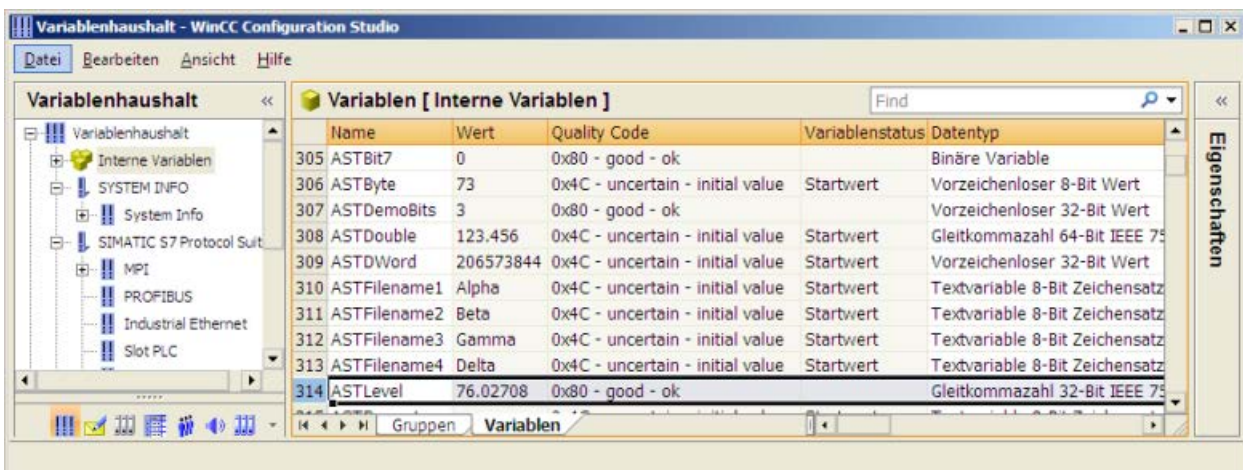 Variablenhaushalt - WinCC Configuration Studio
Datei Bearbeiten Ansicht Hilfe
Variablenhaushalt «
Variablenhaushalt
Interne Variablen
SYSTEM INFO
System Info
SIMATIC S7 Protocol Suit
MPI
PROFIBUS
Industrial Ethernet
Slot PLC
Variablen [ Interne Variablen ] Find
Name Wert Quality Code Variablenstatus Datentyp
305 ASTBit7 0 0x80 - good - ok Binäre Variable
306 ASTByte 73 0x4C - uncertain - initial value Startwert Vorzeichenloser 8-Bit Wert
307 ASTDemoBits 3 0x80 - good - ok Vorzeichenloser 32-Bit Wert
308 ASTDouble 123.456 0x4C - uncertain - initial value Startwert Gleitkommazahl 64-Bit IEEE 75
309 ASTDWord 206573844 0x4C - uncertain - initial value Startwert Vorzeichenloser 32-Bit Wert
310 ASTFilename1 Alpha 0x4C - uncertain - initial value Startwert Textvariable 8-Bit Zeichensatz
311 ASTFilename2 Beta 0x4C - uncertain - initial value Startwert Textvariable 8-Bit Zeichensatz
312 ASTFilename3 Gamma 0x4C - uncertain - initial value Startwert Textvariable 8-Bit Zeichensatz
313 ASTFilename4 Delta 0x4C - uncertain - initial value Startwert Textvariable 8-Bit Zeichensatz
314 ASTLevel 76.02708 0x80 - good - ok Gleitkommazahl 32-Bit IEEE 75
Gruppen Variablen
«
Eigenschaften